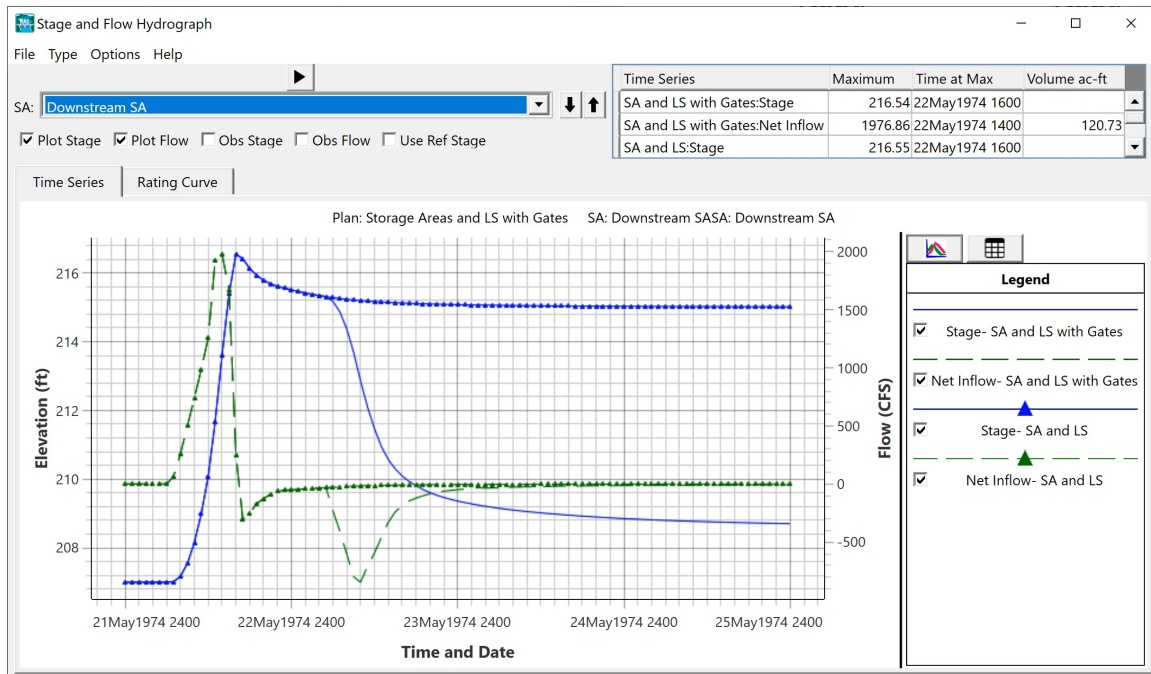 Stage and Flow Hydrograph
File Type Options Help
SA: Downstream SA
Plot Stage Plot Flow Obs Stage Obs Flow Use Ref Stage
Time Series Maximum Time at Max Volume ac-ft
SA and LS with Gates:Stage 216.54 22May1974 1600
SA and LS with Gates:Net Inflow 1976.86 22May1974 1400 120.73
SA and LS:Stage 216.55 22May1974 1600
Time Series Rating Curve
Plan: Storage Areas and LS with Gates SA: Downstream SASA: Downstream SA
Elevation (ft)
216
214
212
210
208
2000
1500
1000
500
0
-500
Flow (CFS)
21May1974 2400 22May1974 2400 23May1974 2400 24May1974 2400 25May1974 2400
Time and Date
Legend
Stage- SA and LS with Gates
Net Inflow- SA and LS with Gates
Stage- SA and LS
Net Inflow- SA and LS